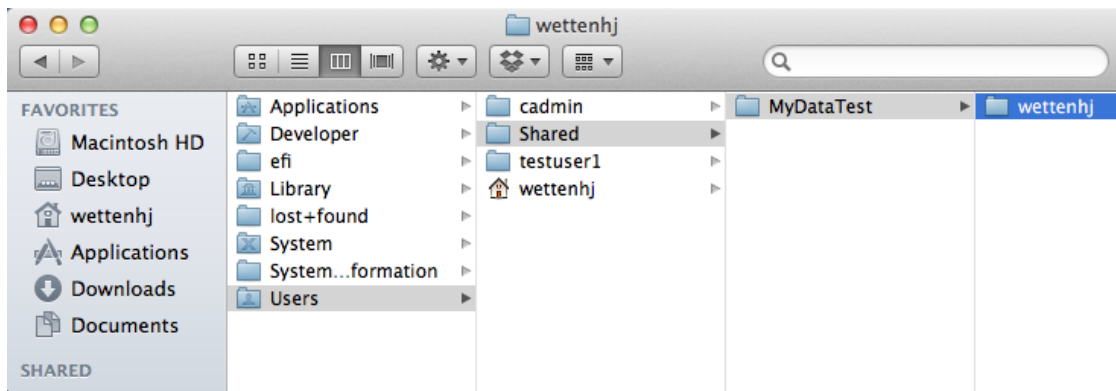 wettenhj
FAVORITES
Macintosh HD
Desktop
wettenhj
Applications
Downloads
Documents
SHARED
Applications
Developer
efi
Library
lost+found
System
System...formation
Users
cadmin
Shared
testuser1
wettenhj
MyDataTest
wettenhj